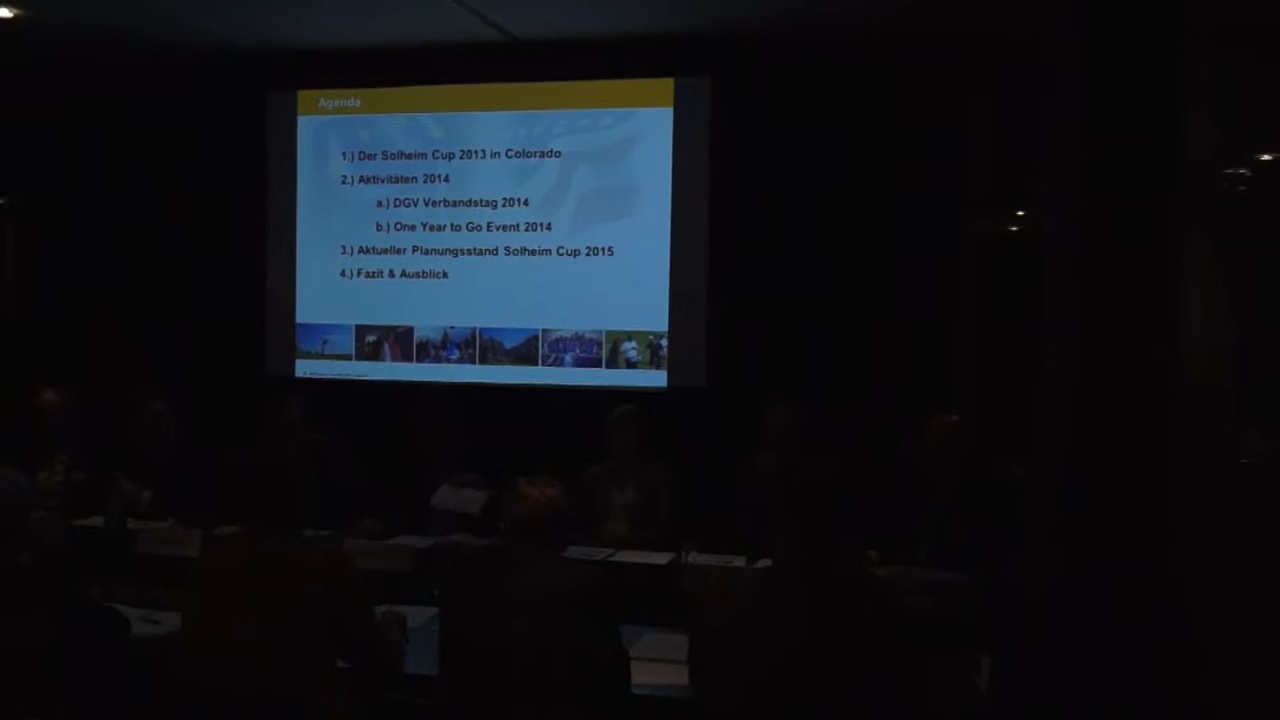 Agenda
1.) Der Solheim Cup 2013 in Colorado
2.) Aktivitäten 2014
a.) DGV Verbandstag 2014
b.) One Year to Go Event 2014
3.) Aktueller Planungsstand Solheim Cup 2015
4.) Fazit & Ausblick